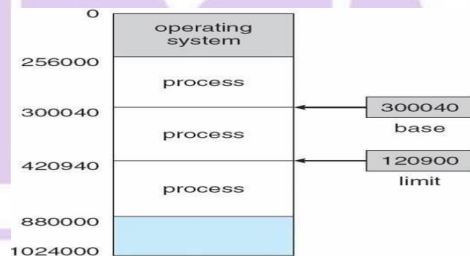 0
operating
system
256000
process
300040
300040
base
process
420940
120900
limit
process
880000
1024000